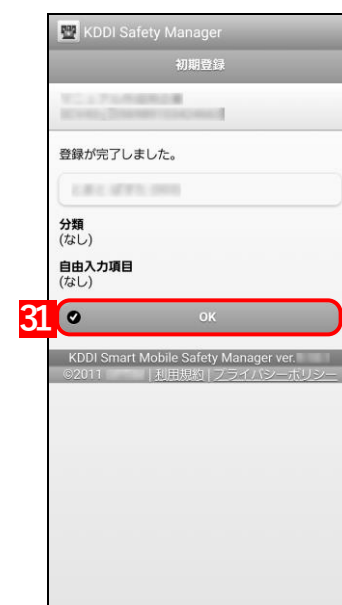 KDDI Safety Manager
初期登録
登録が完了しました。
分類
(なし)
自由入力項目
(なし)
31
OK
KDDI Smart Mobile Safety Manager ver.
©2011 | 利用規約 | プライバシーポリシー